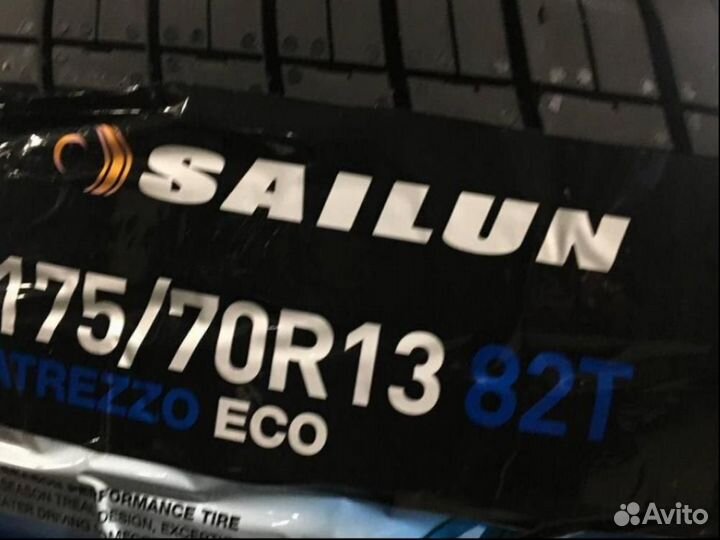 SAILUN
175/70R13 82T
ATREZZO ECO
PERFORMANCE TIRE
SEASON TREAD DESIGN,
Avito